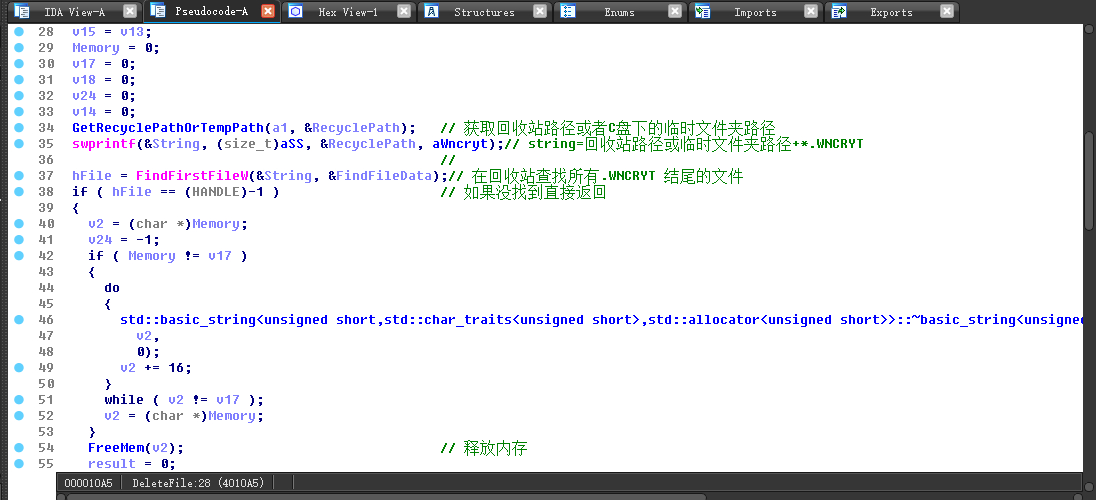 IDA View-A Pseudocode-A Hex View-1 Structures Enums Imports Exports
28 v15 = v13;
29 Memory = 0;
30 v17 = 0;
31 v18 = 0;
32 v24 = 0;
33 v14 = 0;
34 GetRecyclePathOrTempPath(a1, &RecyclePath); // 获取回收站路径或者C盘下的临时文件夹路径
35 swprintf(&String, (size_t)aSS, &RecyclePath, aWncryt);// string=回收站路径或临时文件夹路径+*.WNCRYT
36 //
37 hFile = FindFirstFileW(&String, &FindFileData);// 在回收站查找所有.WNCRYT 结尾的文件
38 if ( hFile == (HANDLE)-1 ) // 如果没找到直接返回
39 {
40 v2 = (char *)Memory;
41 v24 = -1;
42 if ( Memory != v17 )
43 {
44 do
45 {
46 std::basic_string<unsigned short,std::char_traits<unsigned short>,std::allocator<unsigned short>>::~basic_string<unsigned
47 v2,
48 0);
49 v2 += 16;
50 }
51 while ( v2 != v17 );
52 v2 = (char *)Memory;
53 }
54 FreeMem(v2); // 释放内存
55 result = 0;
000010A5 DeleteFile:28 (4010A5)